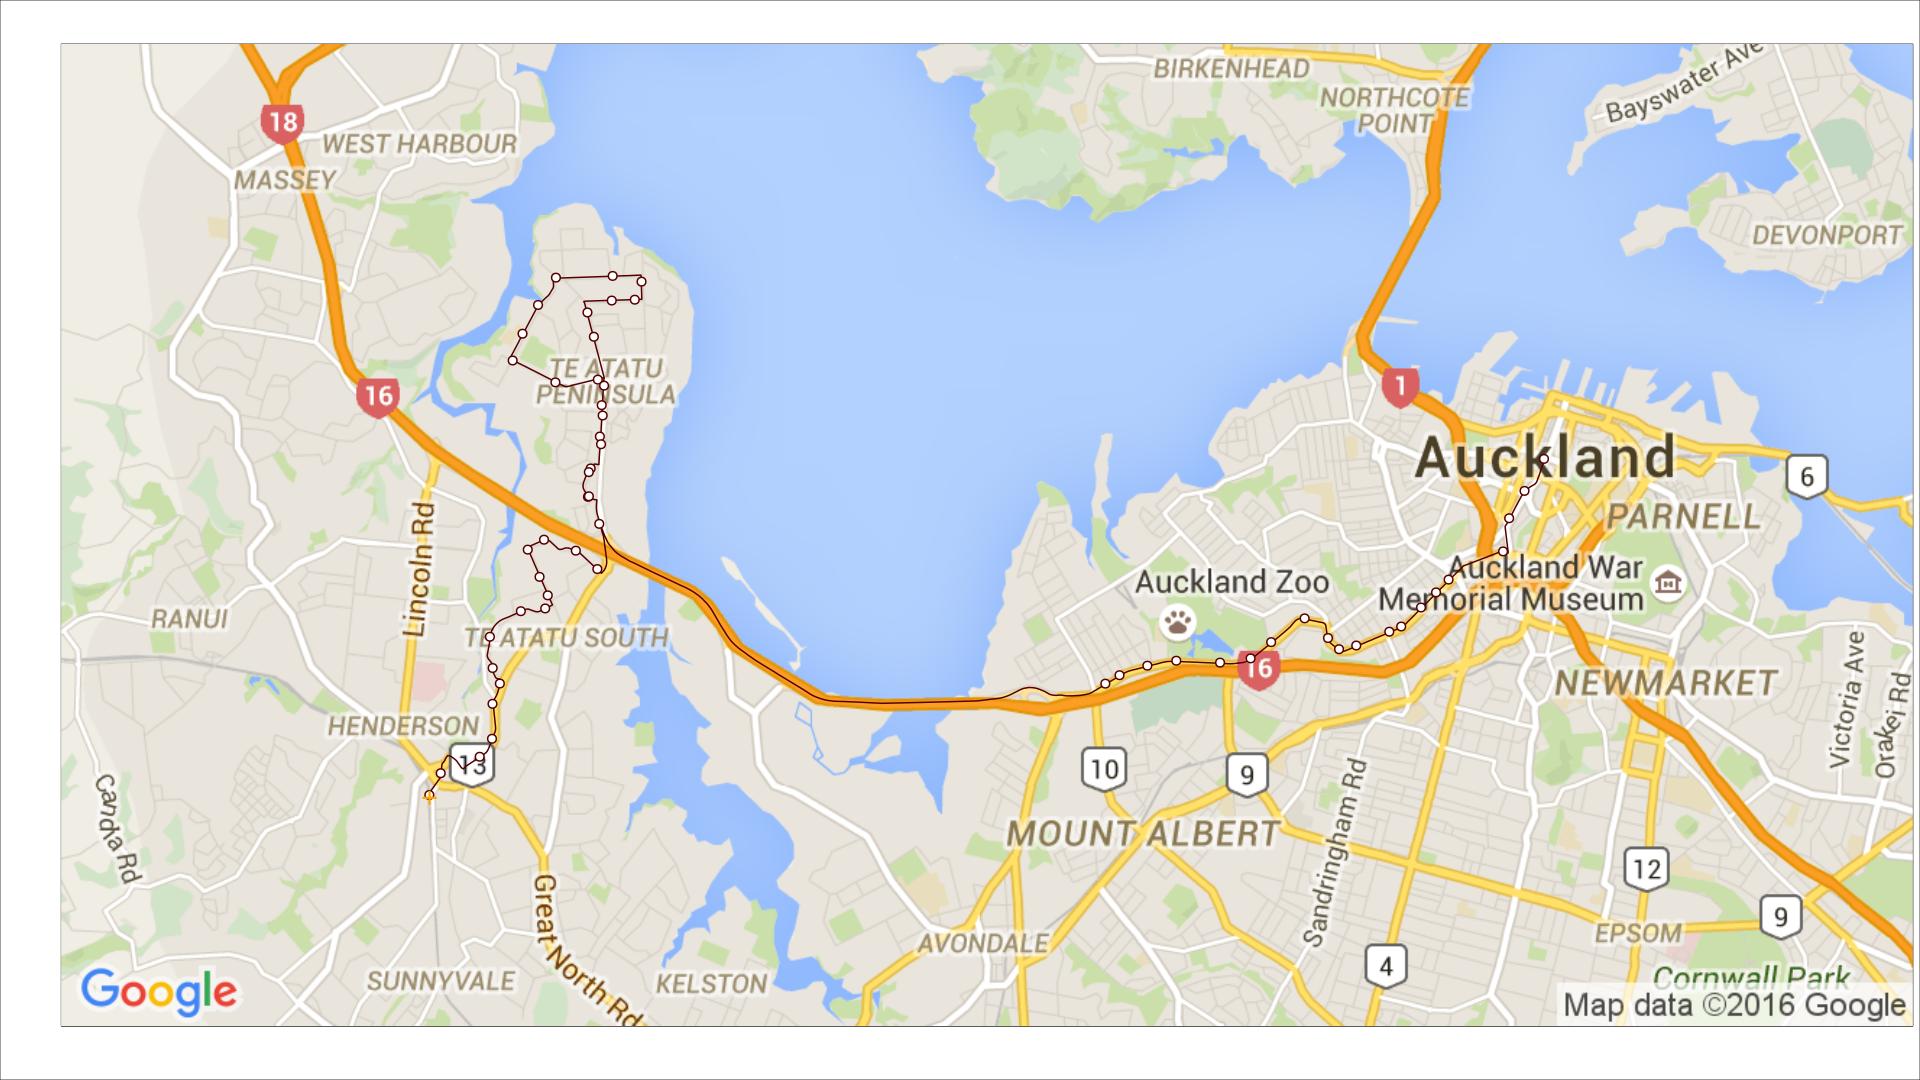 BIRKENHEAD
NORTHCOTE
POINT
Bayswater Ave
18
WEST HARBOUR
MASSEY
DEVONPORT
TE ATATU
PENINSULA
16
1
Auckland
6
PARNELL
Lincoln Rd
Auckland War
Memorial Museum
Auckland Zoo
RANUI
TE ATATU SOUTH
16
NEWMARKET
HENDERSON
13
Victoria Ave
Orakei Rd
10
9
Candia Rd
MOUNT ALBERT
Sandringham Rd
12
9
EPSOM
Great North Rd
AVONDALE
4
SUNNYVALE
KELSTON
Cornwall Park
Google
Map data ©2016 Google